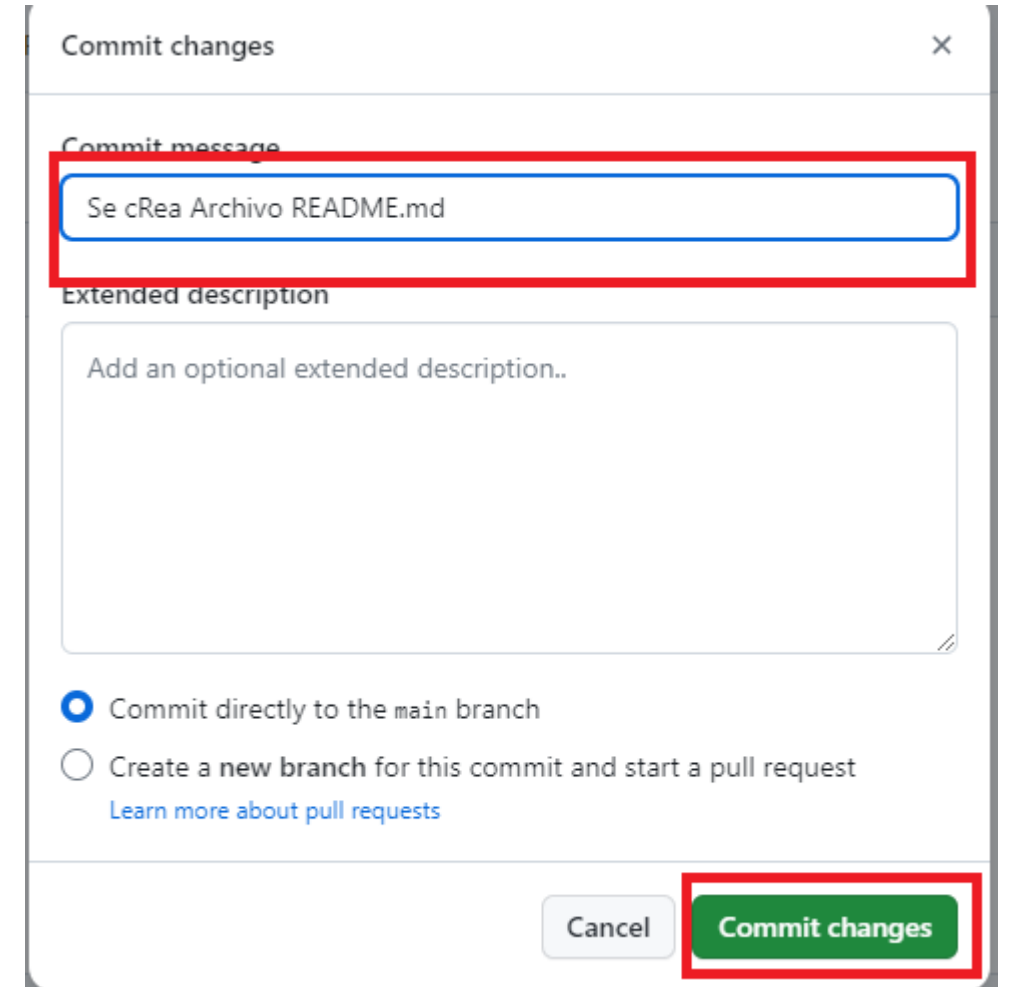 Commit changes
Commit message
Se cRea Archivo README.md
Extended description
Add an optional extended description..
Commit directly to the main branch
Create a new branch for this commit and start a pull request
Learn more about pull requests
Cancel
Commit changes